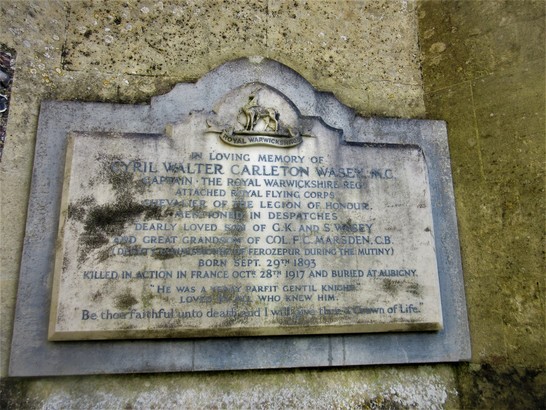 ROYAL WARWICKSHIRE
IN LOVING MEMORY OF
CYRIL WALTER CARLETON WASEY, M.C.
CAPTAIN · THE ROYAL WARWICKSHIRE REGT
ATTACHED ROYAL FLYING CORPS
CHEVALIER OF THE LEGION OF HONOUR,
MENTIONED IN DESPATCHES
DEARLY LOVED SON OF G.K. AND S. WASEY
AND GREAT GRANDSON OF COL. F.C. MARSDEN, C.B.
OF FEROZEPUR DURING THE MUTINY)
BORN SEPT. 29TH 1893
KILLED IN ACTION IN FRANCE OCTR. 28TH 1917 AND BURIED AT AUBIGNY.
"HE WAS A VERAY PARFIT GENTIL KNIGHT"
LOVED BY ALL WHO KNEW HIM.
"Be thou faithful unto death and I will give thee a Crown of Life."